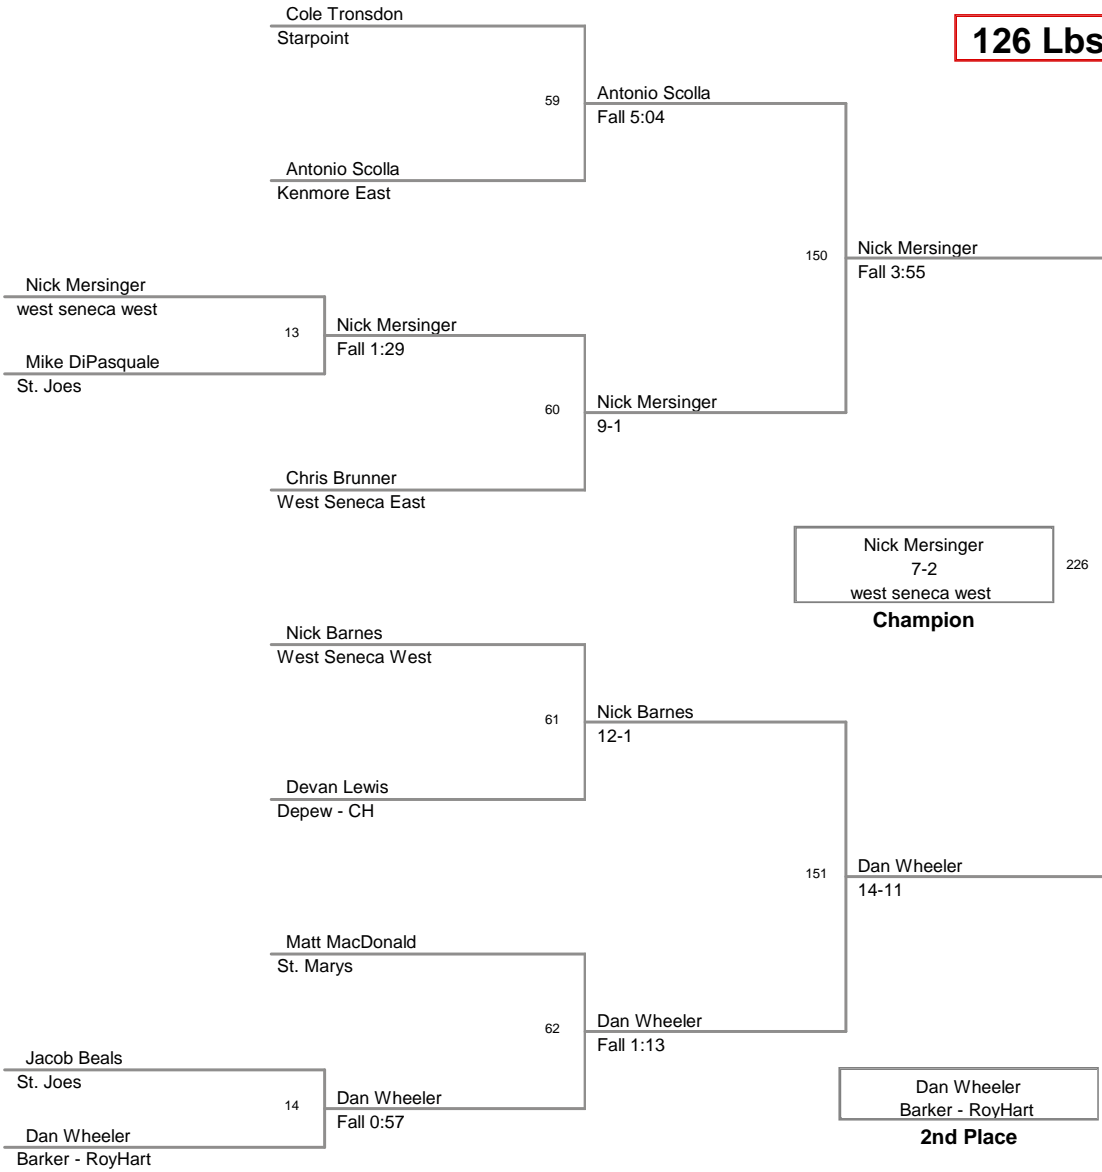 Cole Tronsdon
Starpoint
126 Lbs
59
Antonio Scolla
Fall 5:04
Antonio Scolla
Kenmore East
150
Nick Mersinger
Fall 3:55
Nick Mersinger
west seneca west
13
Nick Mersinger
Fall 1:29
Mike DiPasquale
St. Joes
60
Nick Mersinger
9-1
Chris Brunner
West Seneca East
Nick Mersinger
7-2
west seneca west
226
Champion
Nick Barnes
West Seneca West
61
Nick Barnes
12-1
Devan Lewis
Depew - CH
151
Dan Wheeler
14-11
Matt MacDonald
St. Marys
62
Dan Wheeler
Fall 1:13
Jacob Beals
St. Joes
14
Dan Wheeler
Fall 0:57
Dan Wheeler
Barker - RoyHart
Dan Wheeler
Barker - RoyHart
2nd Place